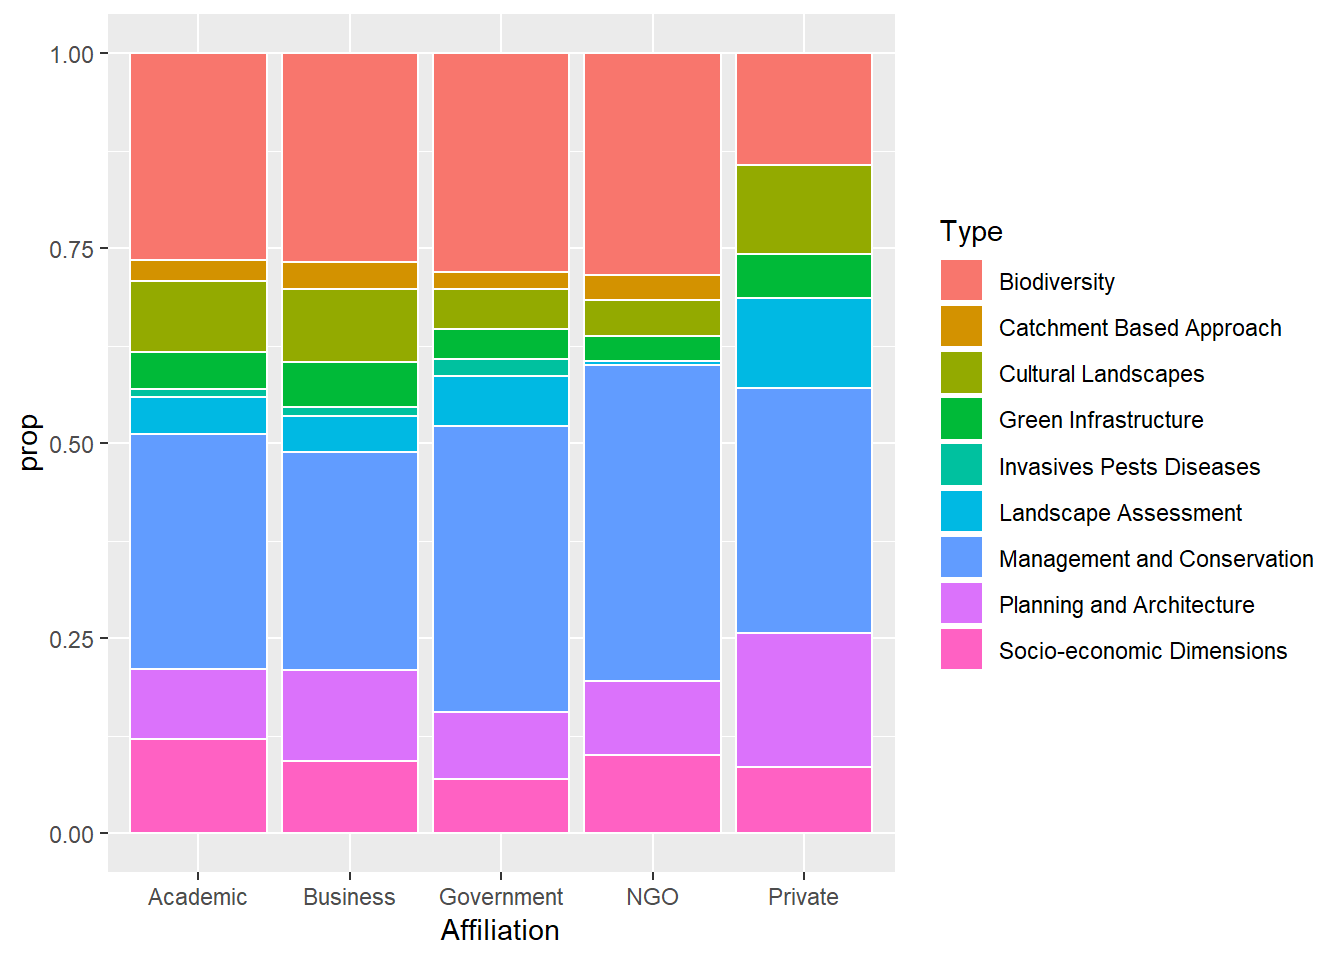 1.00
0.75
0.50
0.25
0.00
prop
Academic
Business
Government
NGO
Private
Affiliation
Type
Biodiversity
Catchment Based Approach
Cultural Landscapes
Green Infrastructure
Invasives Pests Diseases
Landscape Assessment
Management and Conservation
Planning and Architecture
Socio-economic Dimensions